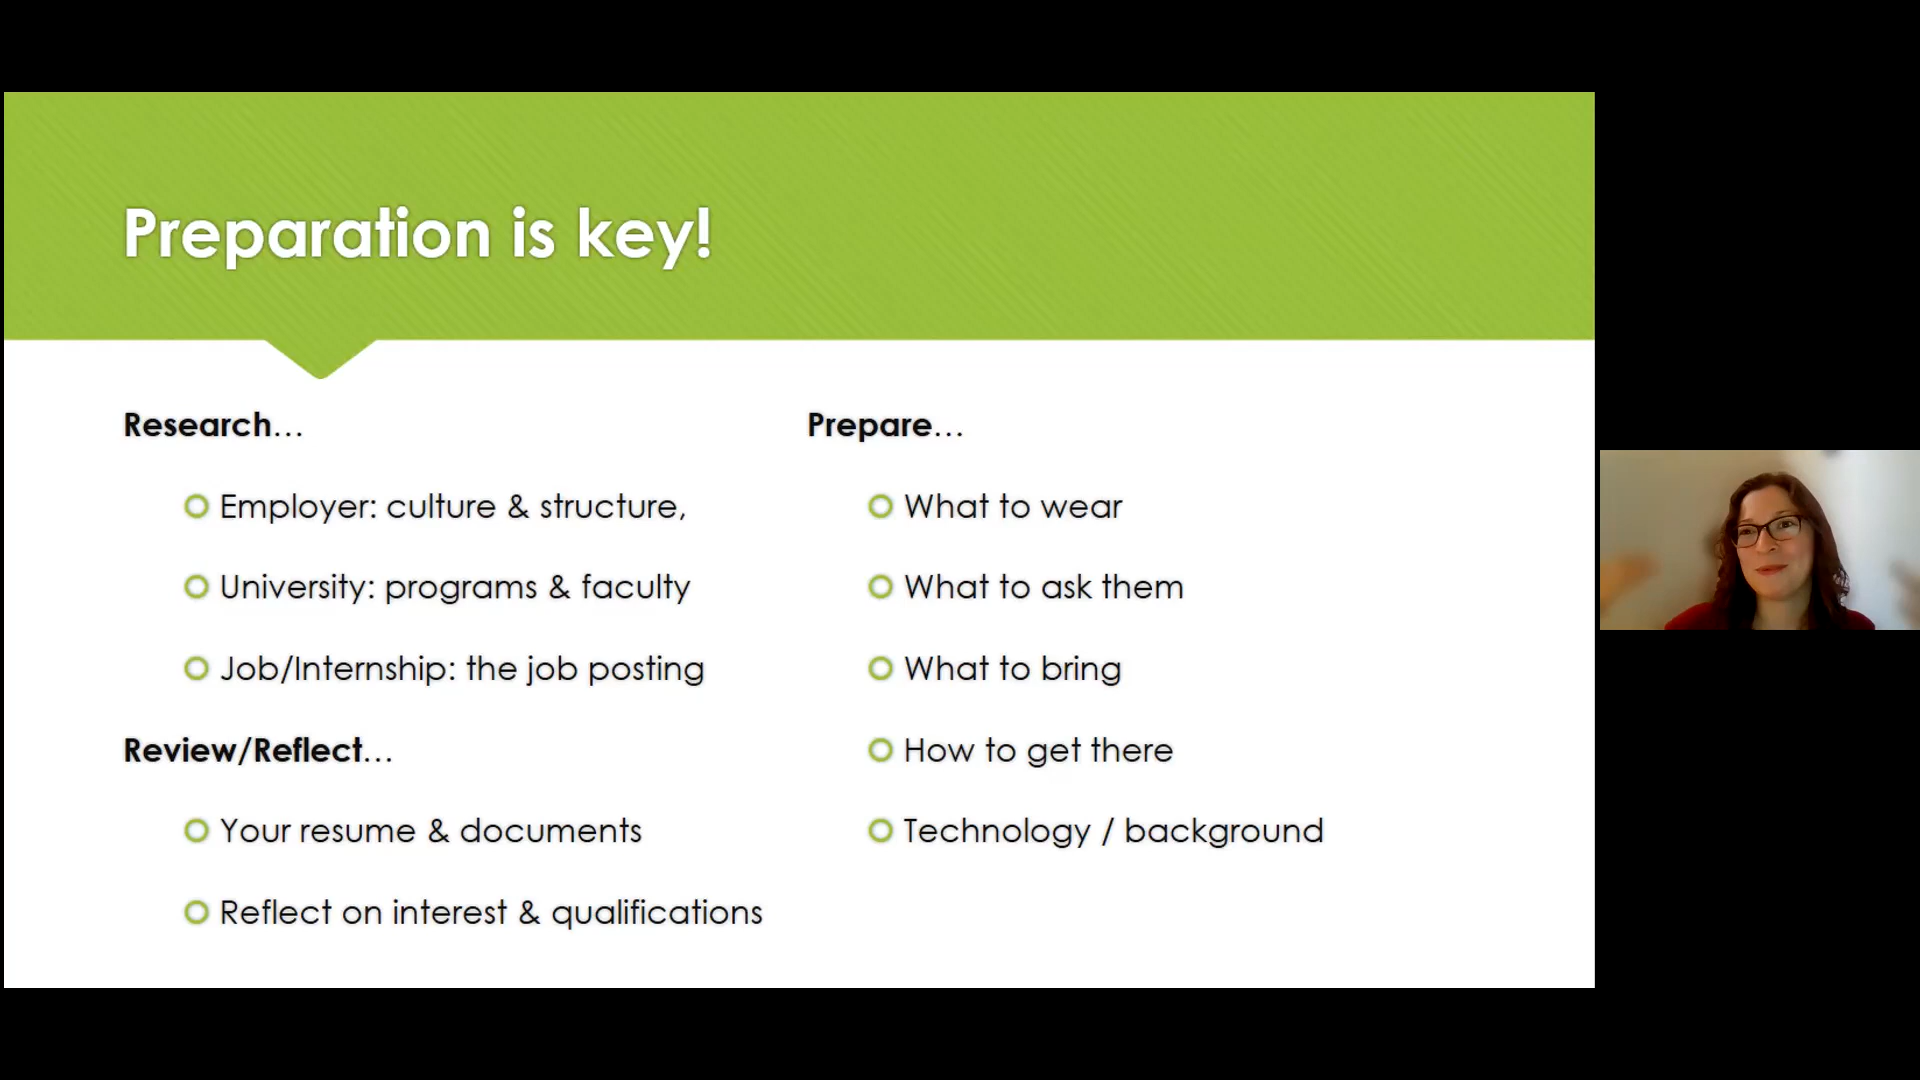 Preparation is key!
Research…
Employer: culture & structure,
University: programs & faculty
Job/Internship: the job posting
Review/Reflect…
Your resume & documents
Reflect on interest & qualifications
Prepare…
What to wear
What to ask them
What to bring
How to get there
Technology / background